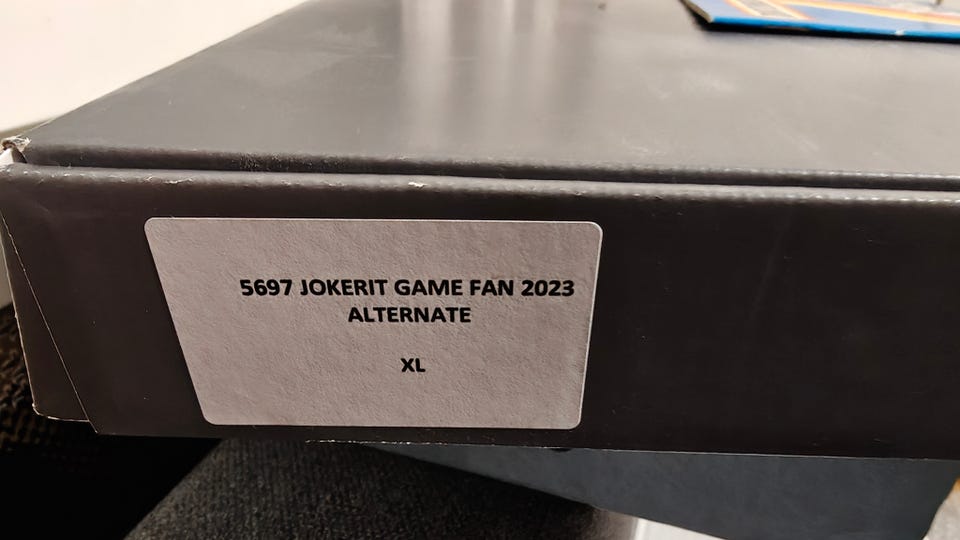 5697 JOKERIT GAME FAN 2023
ALTERNATE
XL